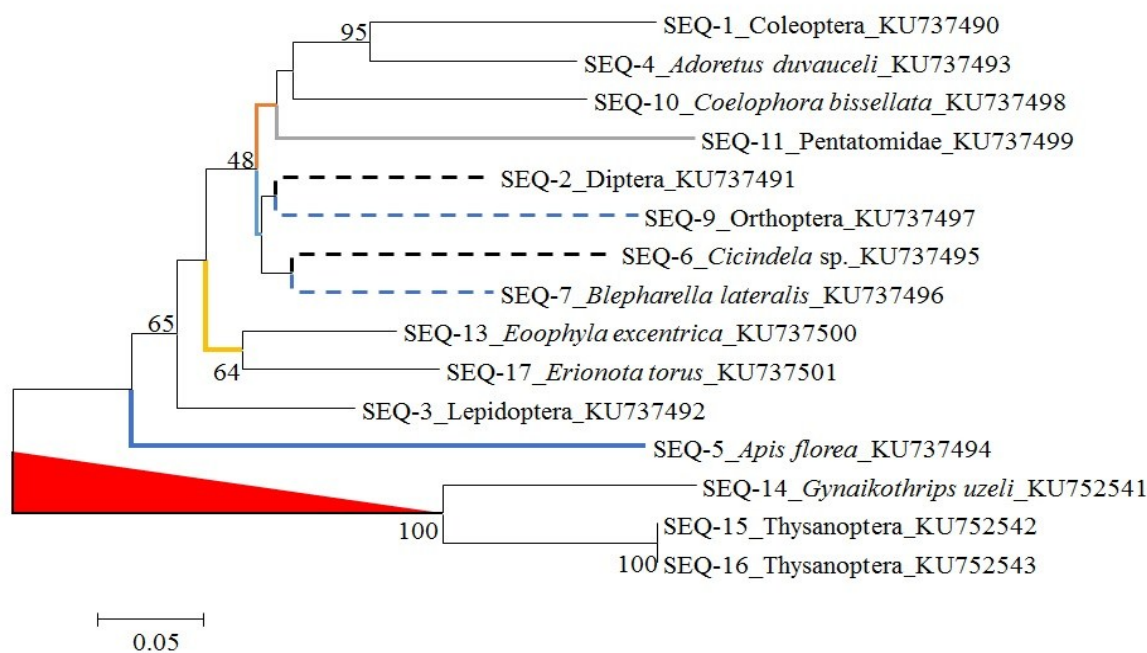 SEQ-1_Coleoptera_KU737490
95
SEQ-4_Adoretus duvauceli_KU737493
SEQ-10_Coelophora bissellata_KU737498
SEQ-11_Pentatomidae_KU737499
48
SEQ-2_Diptera_KU737491
SEQ-9_Orthoptera_KU737497
SEQ-6_Cicindela sp._KU737495
SEQ-7_Blepharella lateralis_KU737496
65
SEQ-13_Eoophyla excentrica_KU737500
64
SEQ-17_Erionota torus_KU737501
SEQ-3_Lepidoptera_KU737492
SEQ-5_Apis florea_KU737494
SEQ-14_Gynaikothrips uzeli_KU752541
100
SEQ-15_Thysanoptera_KU752542
100
SEQ-16_Thysanoptera_KU752543
0.05